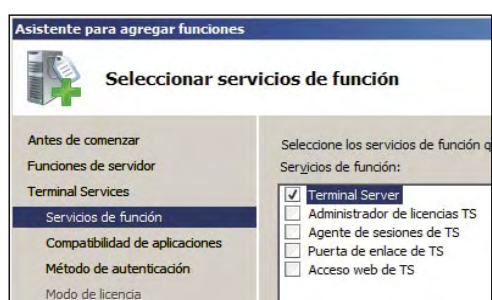 Asistente para agregar funciones
Seleccionar servicios de función
Antes de comenzar
Funciones de servidor
Terminal Services
Servicios de función
Compatibilidad de aplicaciones
Método de autenticación
Modo de licencia
Seleccione los servicios de función q
Servicios de función:
Terminal Server
Administrador de licencias TS
Agente de sesiones de TS
Puerta de enlace de TS
Acceso web de TS